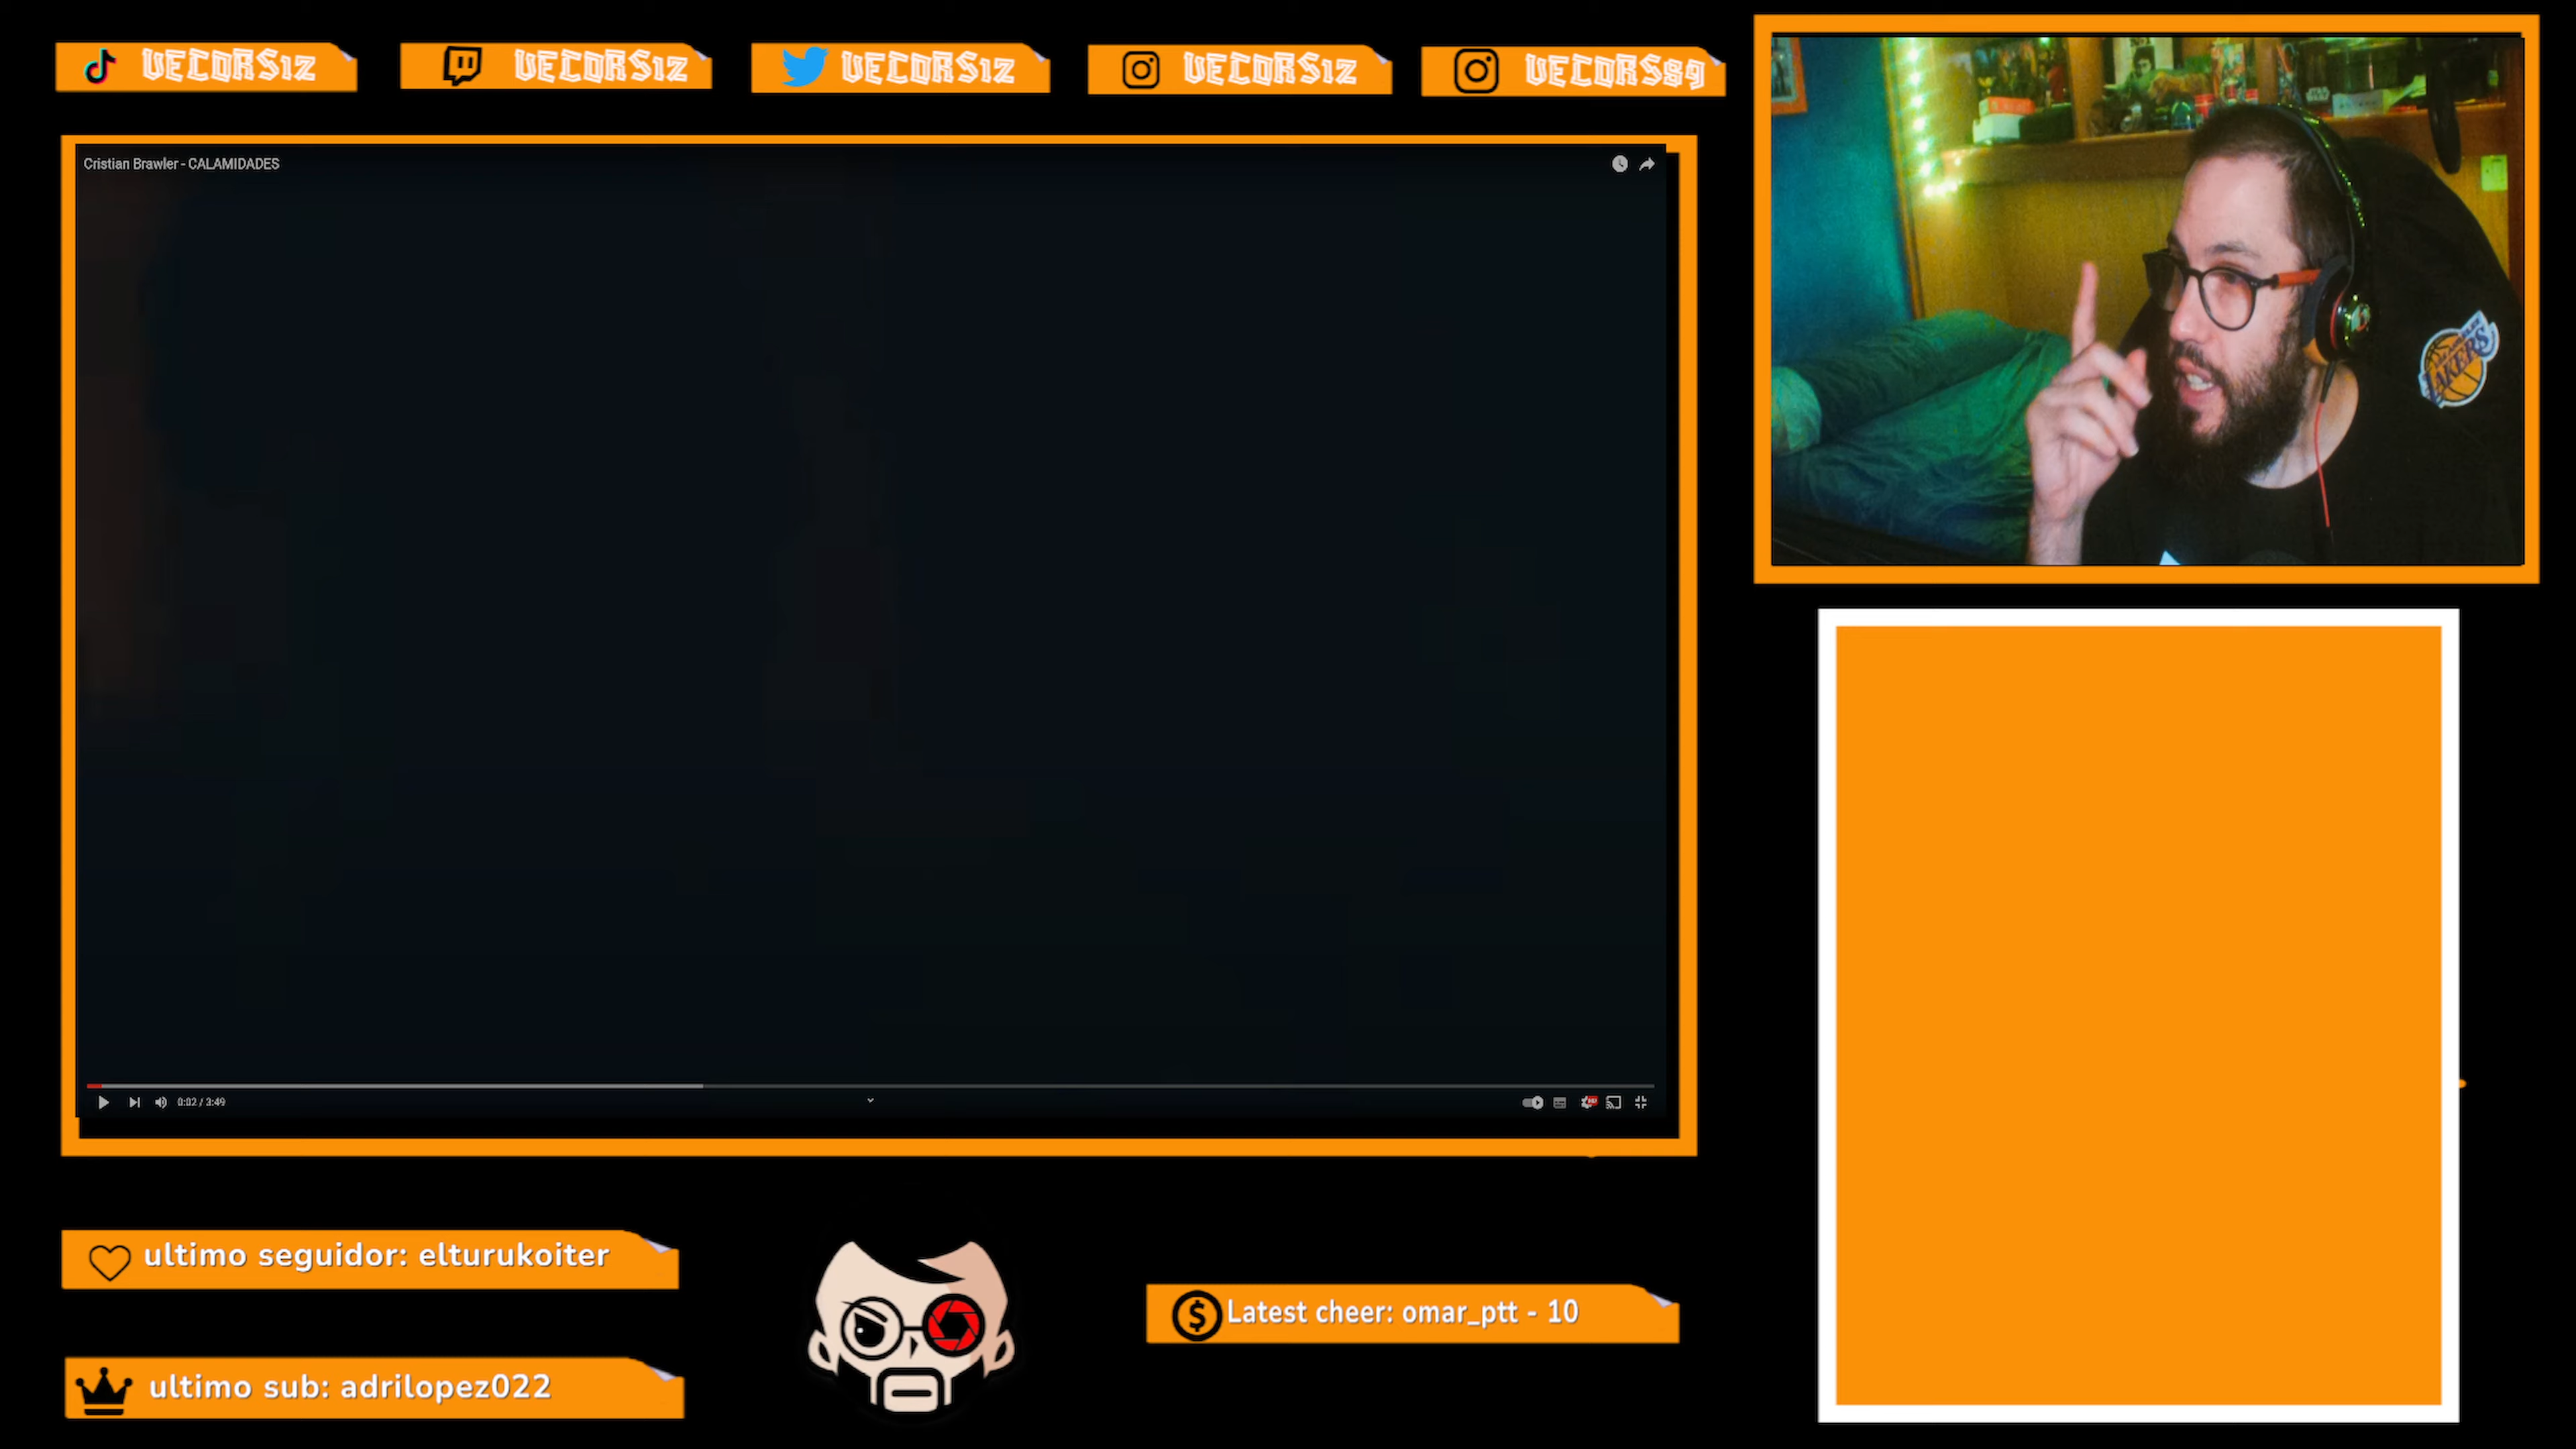 VECORS1Z
VECORS1Z
VECORS1Z
VECORS1Z
VECORS89
Cristian Brawler - CALAMIDADES
LAKERS
0:02 / 3:49
ultimo seguidor: elturukoiter
Latest cheer: omar_ptt - 10
ultimo sub: adrilopez022